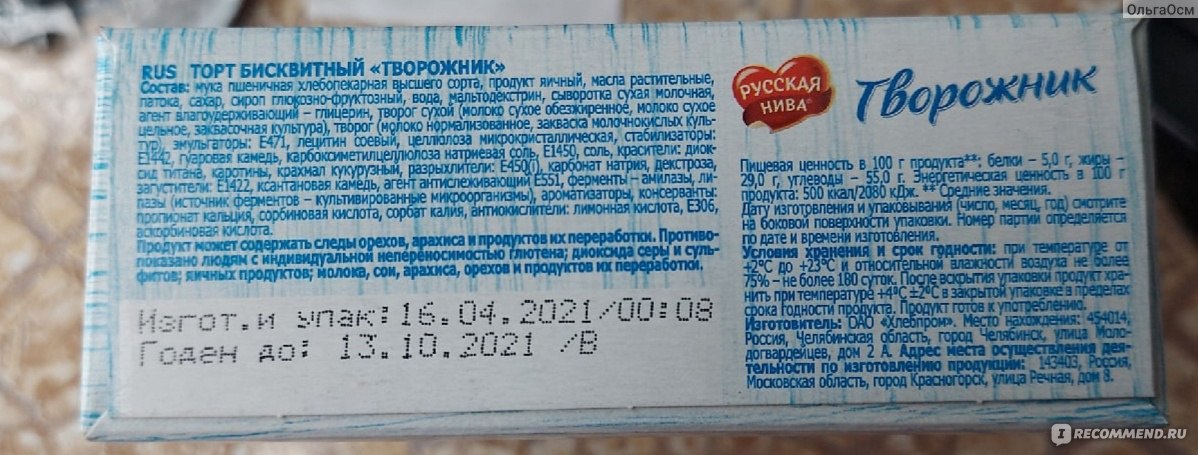 ОльгаОсм
RUS ТОРТ БИСКВИТНЫЙ «ТВОРОЖНИК»
Состав: мука пшеничная хлебопекарная высшего сорта, продукт яичный, масла растительные,
патока, сахар, сироп глюкозно-фруктозный, вода, мальтодекстрин, сыворотка сухая молочная,
агент влагоудерживающий – глицерин, творог сухой (молоко сухое обезжиренное, молоко сухое
цельное, заквасочная культура), творог (молоко нормализованное, закваска молочнокислых куль-
тур), эмульгаторы: Е471, лецитин соевый, целлюлоза микрокристаллическая, стабилизаторы:
Е1442, гуаровая камедь, карбоксиметилцеллюлоза натриевая соль, Е1450, соль, красители: диок-
сид титана, каротины, крахмал кукурузный, разрыхлители: Е450(i), карбонат натрия, декстроза,
загустители: Е1422, ксантановая камедь, агент антислеживающий Е551, ферменты – амилазы, ли-
пазы (источник ферментов – культивированные микроорганизмы), ароматизаторы, консерванты:
пропионат кальция, сорбиновая кислота, сорбат калия, антиокислители: лимонная кислота, Е306,
аскорбиновая кислота.
Продукт может содержать следы орехов, арахиса и продуктов их переработки. Противо-
показано людям с индивидуальной непереносимостью глютена; диоксида серы и суль-
фитов; яичных продуктов; молока, сои, арахиса, орехов и продуктов их переработки.
Изгот.и упак:16.04.2021/00:08
Годен до: 13.10.2021 /В
РУССКАЯ
НИВА®
Творожник
Пищевая ценность в 100 г продукта**: белки – 5,0 г, жиры –
29,0 г, углеводы – 55,0 г. Энергетическая ценность в 100 г
продукта: 500 ккал/2080 кДж. ** Средние значения.
Дату изготовления и упаковывания (число, месяц, год) смотрите
на боковой поверхности упаковки. Номер партии определяется
по дате и времени изготовления.
Условия хранения и срок годности: при температуре от
+2°С до +23°С и относительной влажности воздуха не более
75% – не более 180 суток. После вскрытия упаковки продукт хра-
нить при температуре +4°С ±2°С в закрытой упаковке в пределах
срока годности продукта. Продукт готов к употреблению.
Изготовитель: ОАО «Хлебпром». Место нахождения: 454014,
Россия, Челябинская область, город Челябинск, улица Моло-
догвардейцев, дом 2 А. Адрес места осуществления дея-
тельности по изготовлению продукции: 143403, Россия,
Московская область, город Красногорск, улица Речная, дом 8.
I RECOMMEND.RU